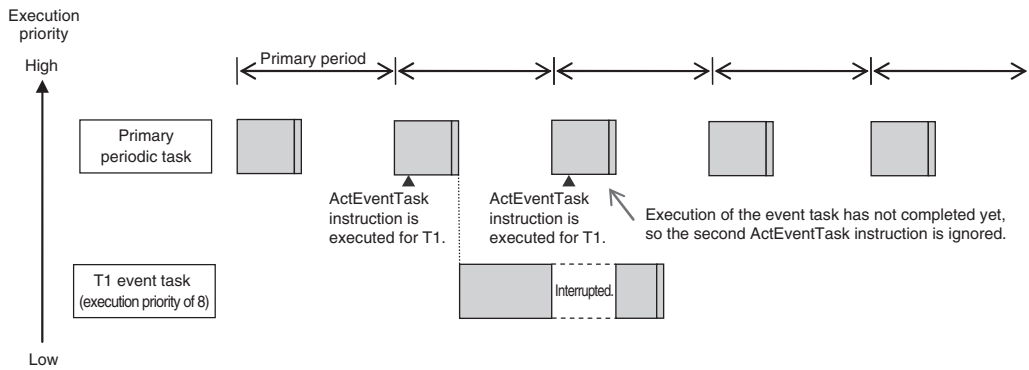 Execution
priority
High
Primary period
Primary
periodic task
ActEventTask
instruction is
executed for T1.
ActEventTask
instruction is
executed for T1.
Execution of the event task has not completed yet,
so the second ActEventTask instruction is ignored.
T1 event task
(execution priority of 8)
Interrupted.
Low